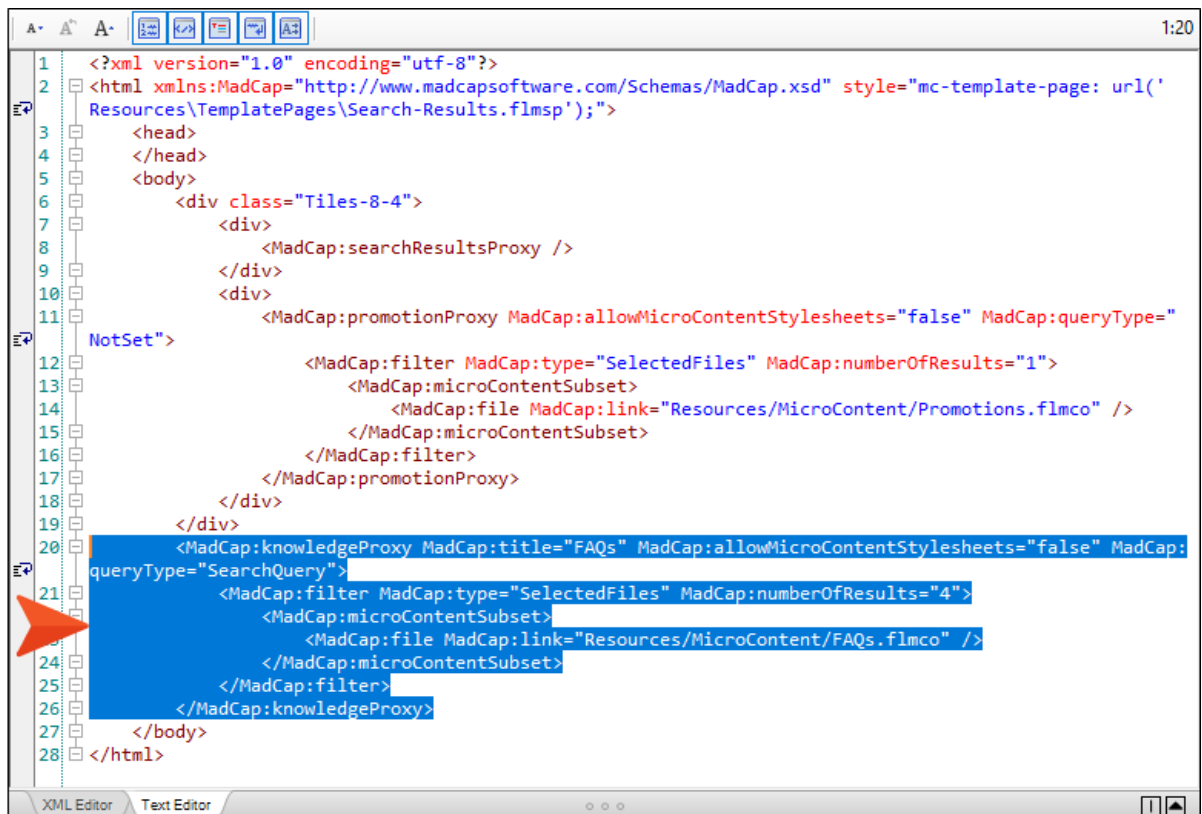 A A A 1:20
1 <?xml version="1.0" encoding="utf-8"?>
2 <html xmlns:MadCap="http://www.madcapsoftware.com/Schemas/MadCap.xsd" style="mc-template-page: url('
Resources\TemplatePages\Search-Results.flmsp');">
3 <head>
4 </head>
5 <body>
6 <div class="Tiles-8-4">
7 <div>
8 <MadCap:searchResultsProxy />
9 </div>
10 <div>
11 <MadCap:promotionProxy MadCap:allowMicroContentStylesheets="false" MadCap:queryType="
NotSet">
12 <MadCap:filter MadCap:type="SelectedFiles" MadCap:numberOfResults="1">
13 <MadCap:microContentSubset>
14 <MadCap:file MadCap:link="Resources/MicroContent/Promotions.flmco" />
15 </MadCap:microContentSubset>
16 </MadCap:filter>
17 </MadCap:promotionProxy>
18 </div>
19 </div>
20 <MadCap:knowledgeProxy MadCap:title="FAQs" MadCap:allowMicroContentStylesheets="false" MadCap:
queryType="SearchQuery">
21 <MadCap:filter MadCap:type="SelectedFiles" MadCap:numberOfResults="4">
<MadCap:microContentSubset>
<MadCap:file MadCap:link="Resources/MicroContent/FAQs.flmco" />
24 </MadCap:microContentSubset>
25 </MadCap:filter>
26 </MadCap:knowledgeProxy>
27 </body>
28 </html>
XML Editor Text Editor